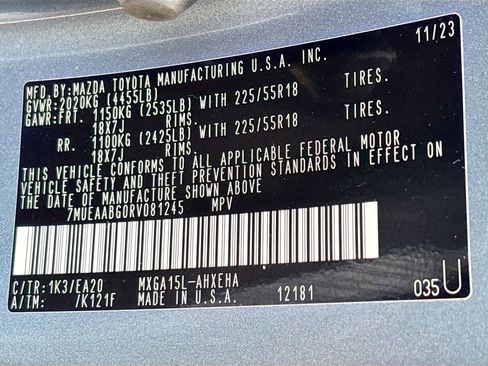 11/23
MFD.BY:MAZDA TOYOTA MANUFACTURING U.S.A. INC.
GVWR:2020KG (4455LB)
GAWR:FRT. 1150KG (2535LB) WITH 225/55R18 TIRES.
18X7J RIMS.
RR. 1100KG (2425LB) WITH 225/55R18 TIRES.
18X7J RIMS.
THIS VEHICLE CONFORMS TO ALL APPLICABLE FEDERAL MOTOR
VEHICLE SAFETY AND THEFT PREVENTION STANDARDS IN EFFECT ON
THE DATE OF MANUFACTURE SHOWN ABOVE
7MUEAABG0RV081245 MPV
C/TR:1K3/EA20 MXGA15L-AHXEHA
A/TM: /K121F MADE IN U.S.A. 12181 035U